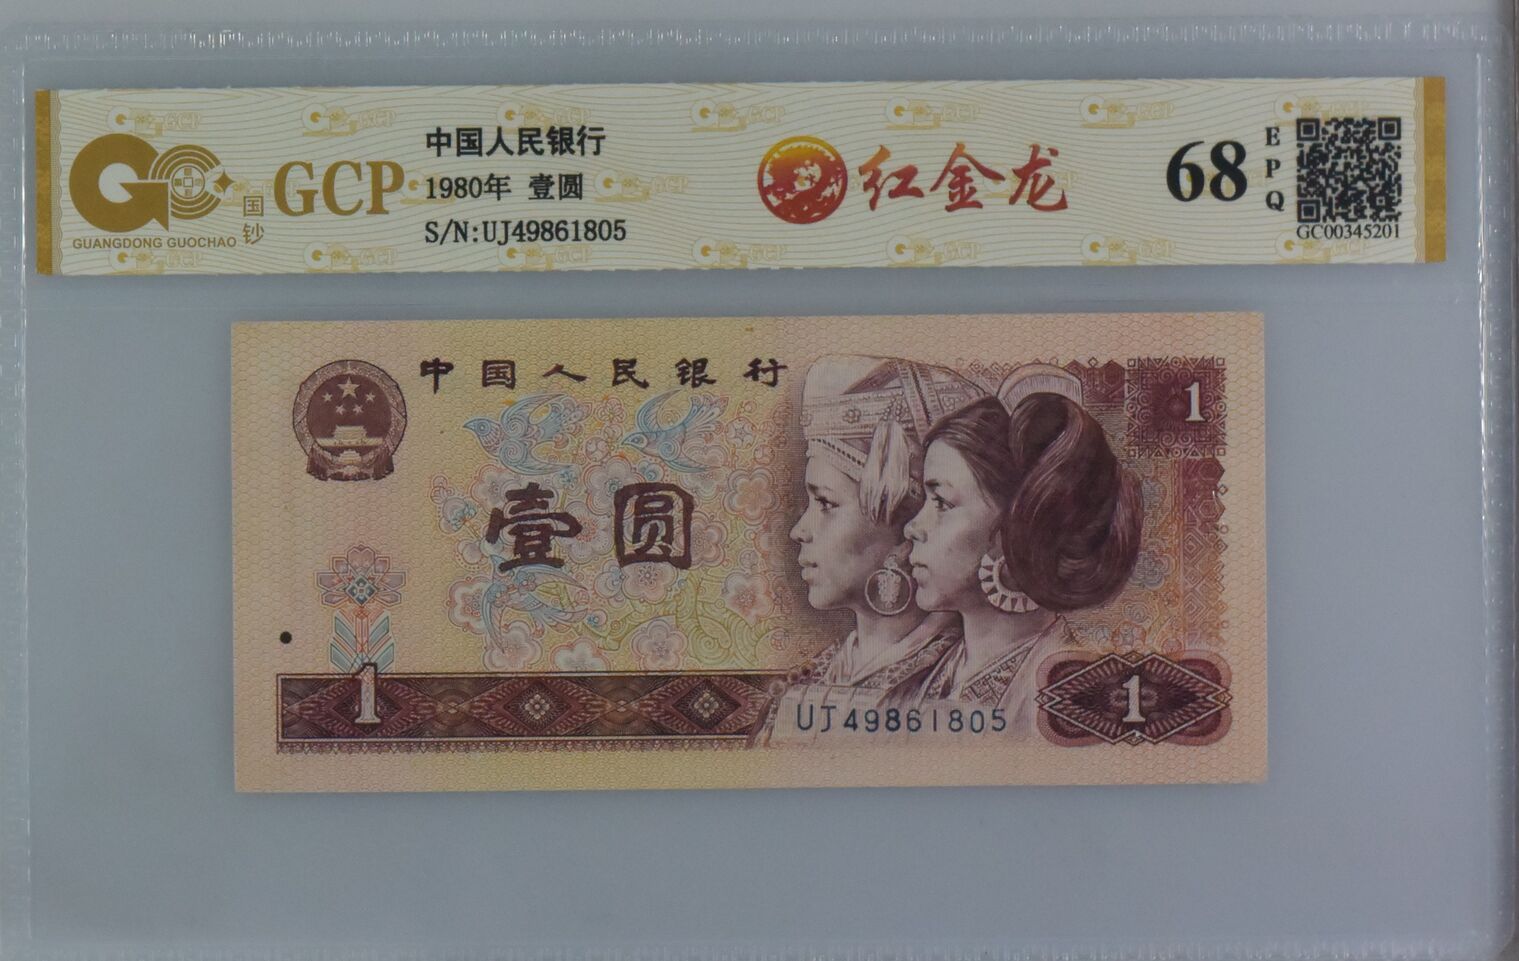 GCP
国钞
GUANGDONG GUOCHAO
中国人民银行
1980年 壹圆
S/N:UJ49861805
红金龙
68
EPQ
GC00345201
中国人民银行
1
壹圆
1
UJ49861805
1